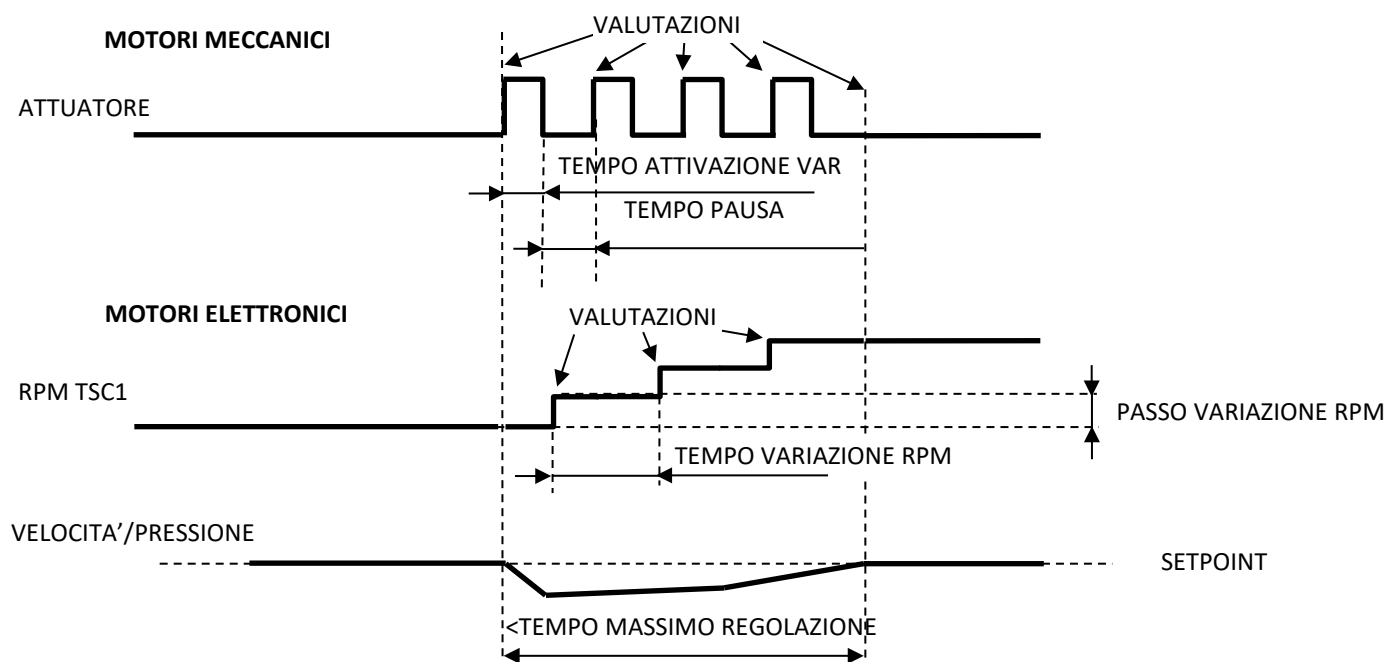 VALUTAZIONI
MOTORI MECCANICI
ATTUATORE
TEMPO ATTIVAZIONE VAR
TEMPO PAUSA
MOTORI ELETTRONICI
VALUTAZIONI
RPM TSC1
PASSO VARIAZIONE RPM
TEMPO VARIAZIONE RPM
VELOCITA’/PRESSIONE
SETPOINT
<TEMPO MASSIMO REGOLAZIONE